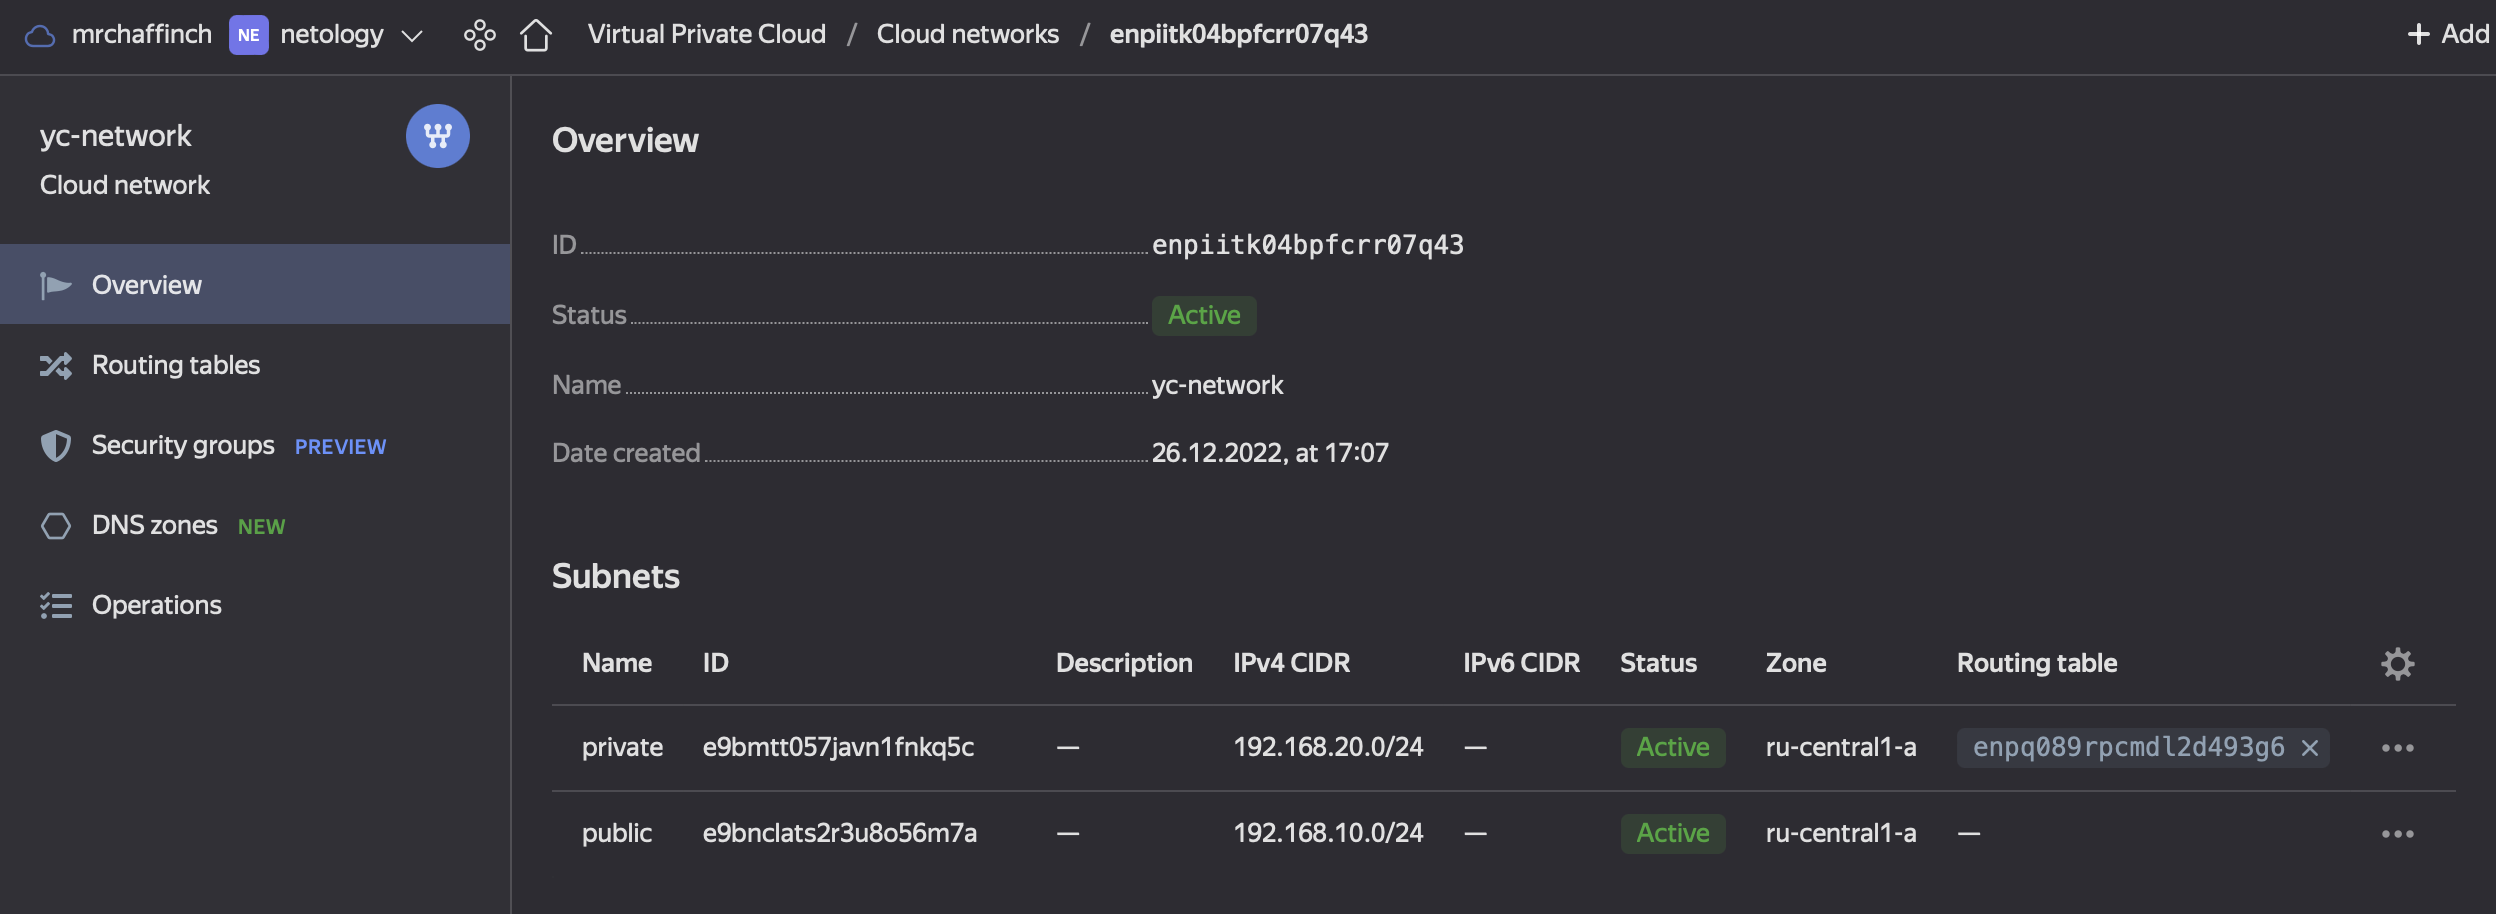 mrchaffinch NE netology Virtual Private Cloud / Cloud networks / enpiitk04bpfcrr07q43 + Add
yc-network
Cloud network
Overview
Routing tables
Security groups PREVIEW
DNS zones NEW
Operations
Overview
ID enpiitk04bpfcrr07q43
Status Active
Name yc-network
Date created 26.12.2022, at 17:07
Subnets
Name ID Description IPv4 CIDR IPv6 CIDR Status Zone Routing table
private e9bmtt057javn1fnkq5c — 192.168.20.0/24 — Active ru-central1-a enpq089rpcmdl2d493g6 ×
public e9bnclats2r3u8o56m7a — 192.168.10.0/24 — Active ru-central1-a —